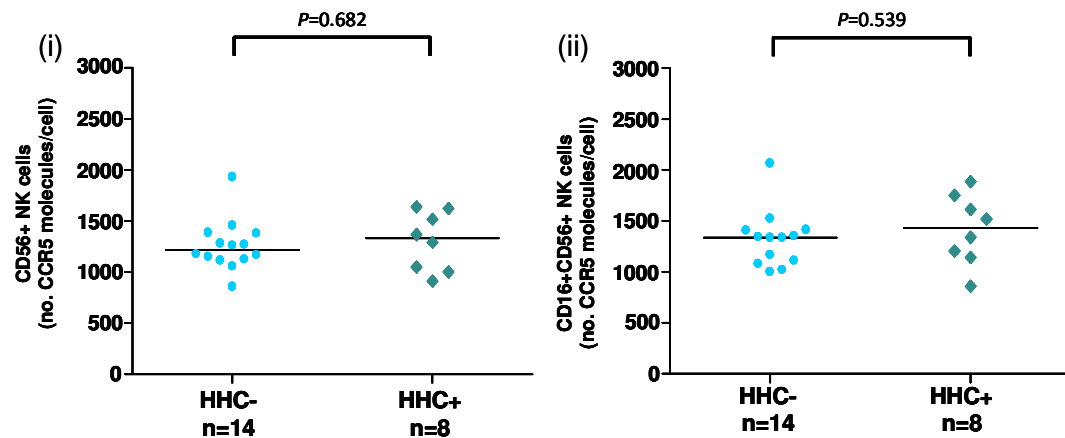 (i)
P=0.682
CD56+ NK cells
(no. CCR5 molecules/cell)
3000
2500
2000
1500
1000
500
0
HHC-
n=14
HHC+
n=8
(ii)
P=0.539
CD16+CD56+ NK cells
(no. CCR5 molecules/cell)
3000
2500
2000
1500
1000
500
0
HHC-
n=14
HHC+
n=8